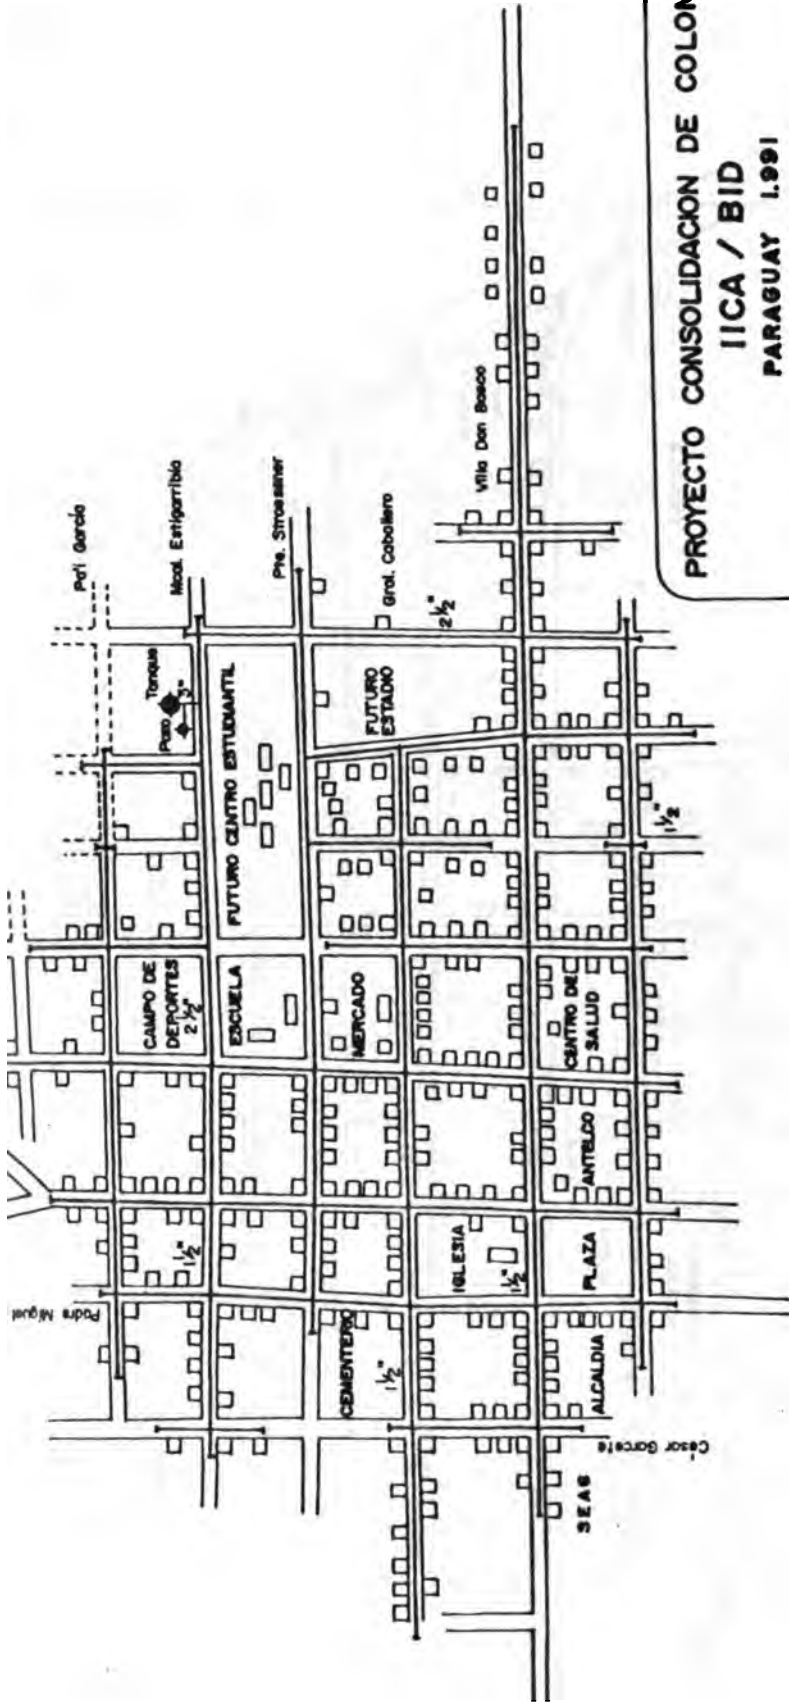 Pa'i García
Mcal. Estigarribia
Pte. Stroessner
Gral. Caballero
Villa Don Bosco
Pozo
Tanque
3"
FUTURO CENTRO ESTUDIANTIL
FUTURO
ESTADIO
2½"
CAMPO DE
DEPORTES
2½"
ESCUELA
MERCADO
CENTRO DE
SALUD
1½"
ANTELCO
1½"
IGLESIA
1½"
PLAZA
Padre Miguel
CEMENTERIO
1½"
ALCALDIA
César Garcete
SEAG
PROYECTO CONSOLIDACION DE COLON
IICA / BID
PARAGUAY 1.991